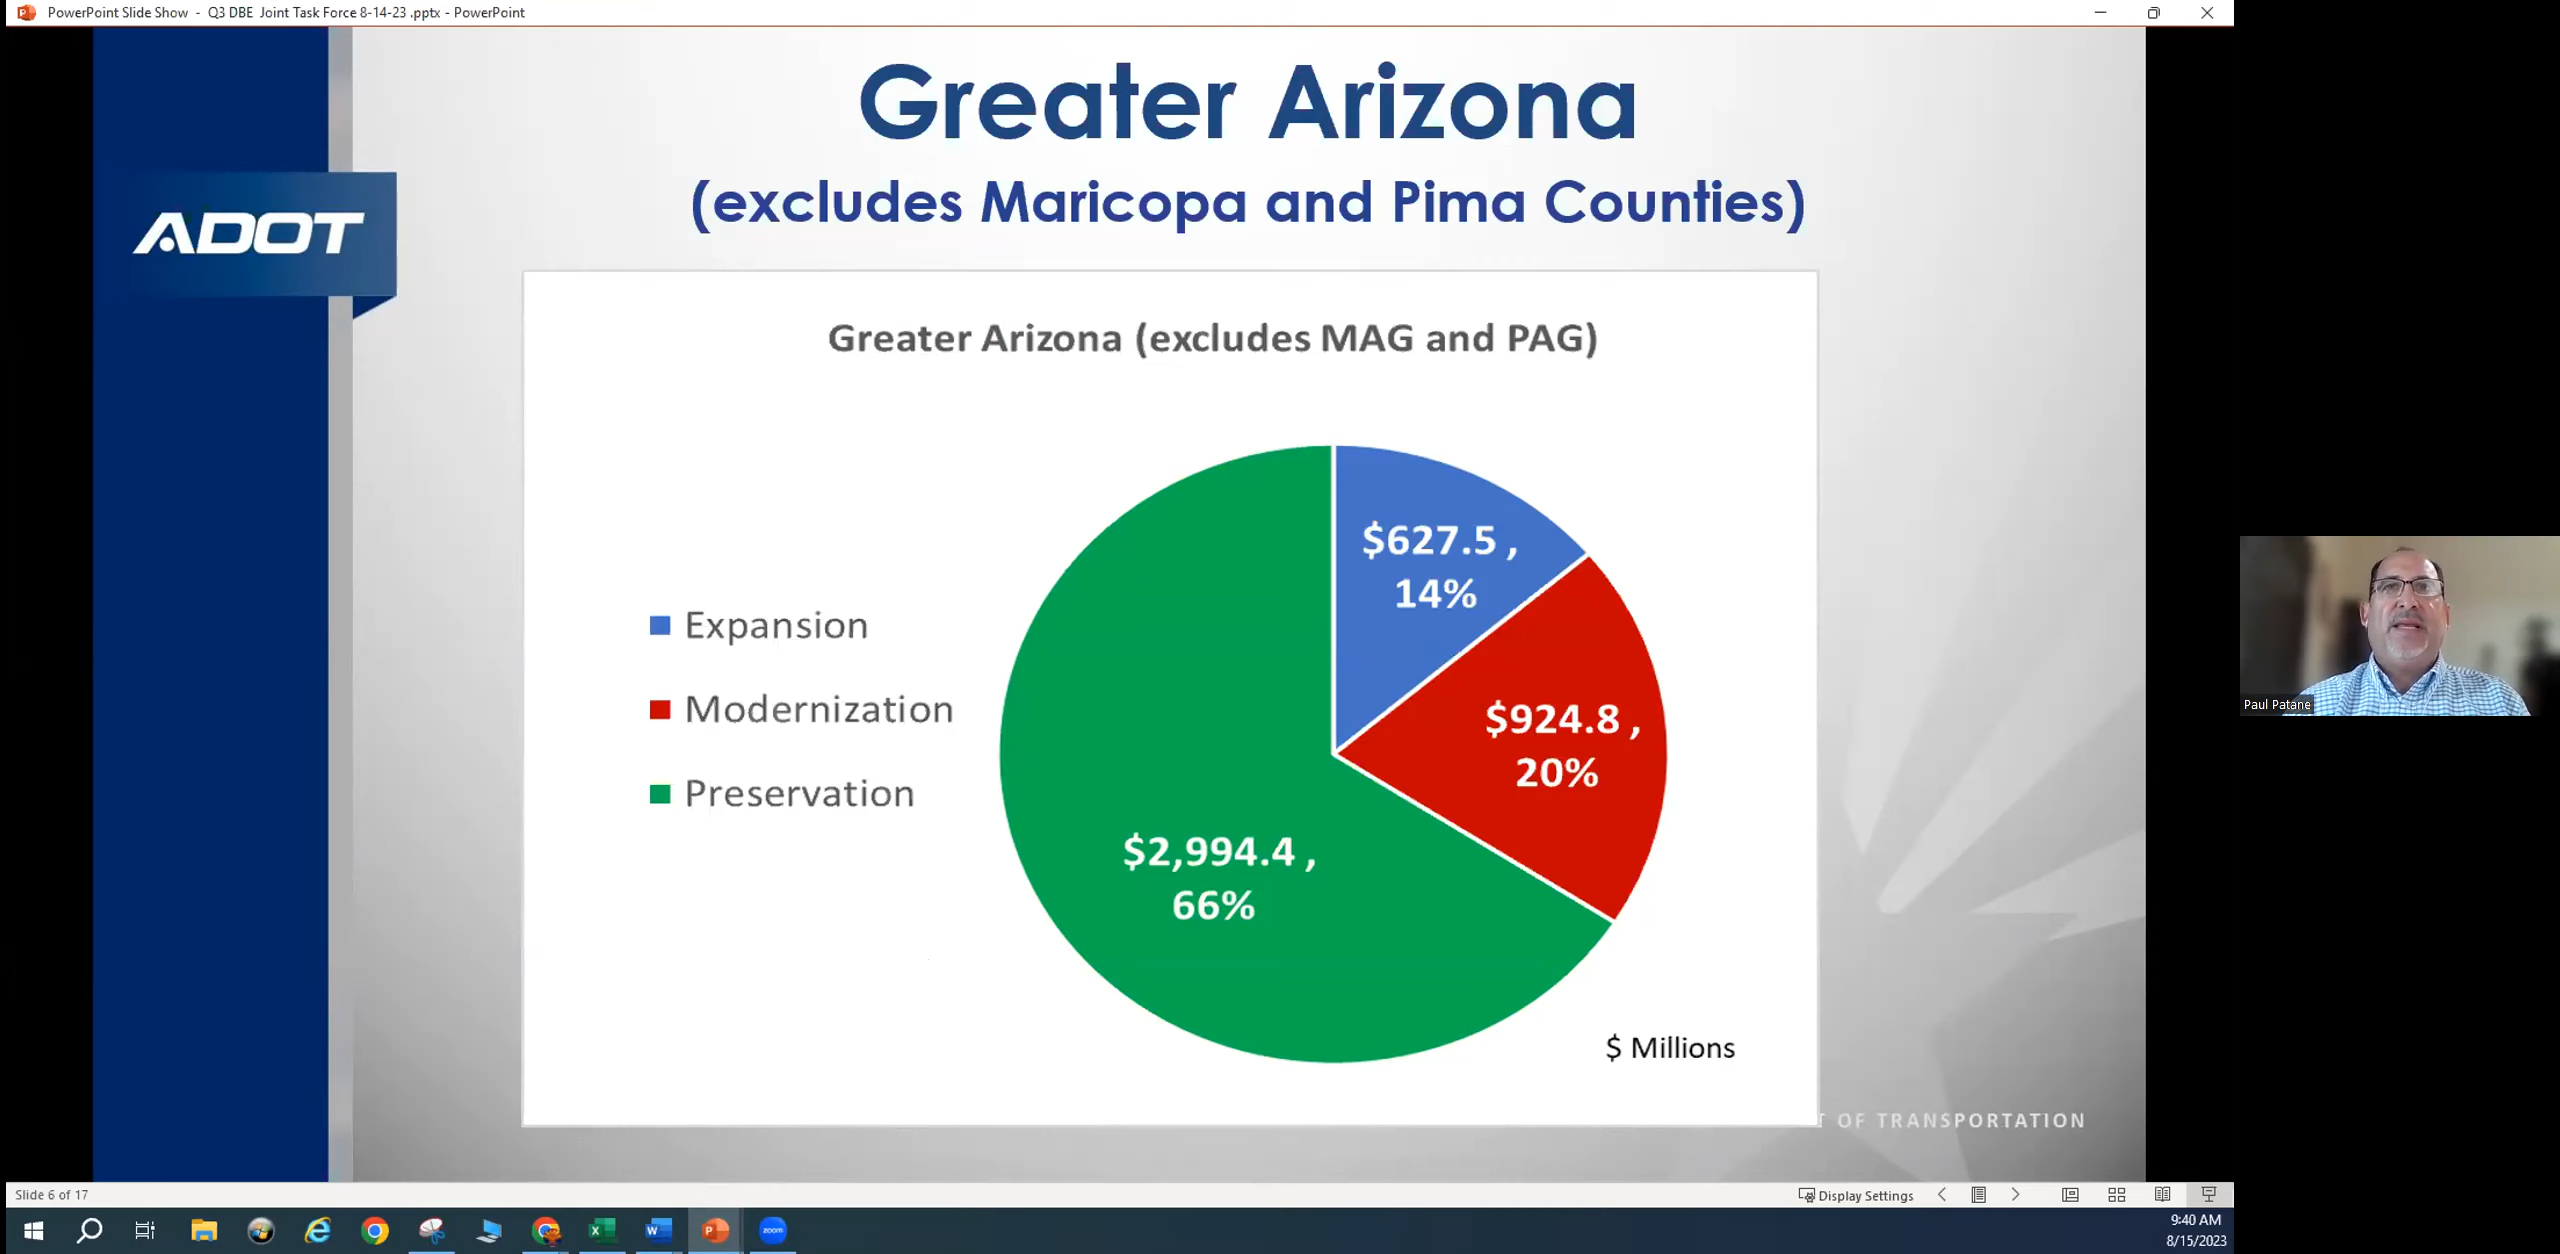 PowerPoint Slide Show - Q3 DBE Joint Task Force 8-14-23 .pptx - PowerPoint
Greater Arizona
(excludes Maricopa and Pima Counties)
ADOT
Greater Arizona (excludes MAG and PAG)
$627.5 ,
14%
Expansion
Modernization
Preservation
$924.8 ,
20%
$2,994.4 ,
66%
$ Millions
T OF TRANSPORTATION
Paul Patane
Slide 6 of 17
Display Settings
zoom
9:40 AM
8/15/2023